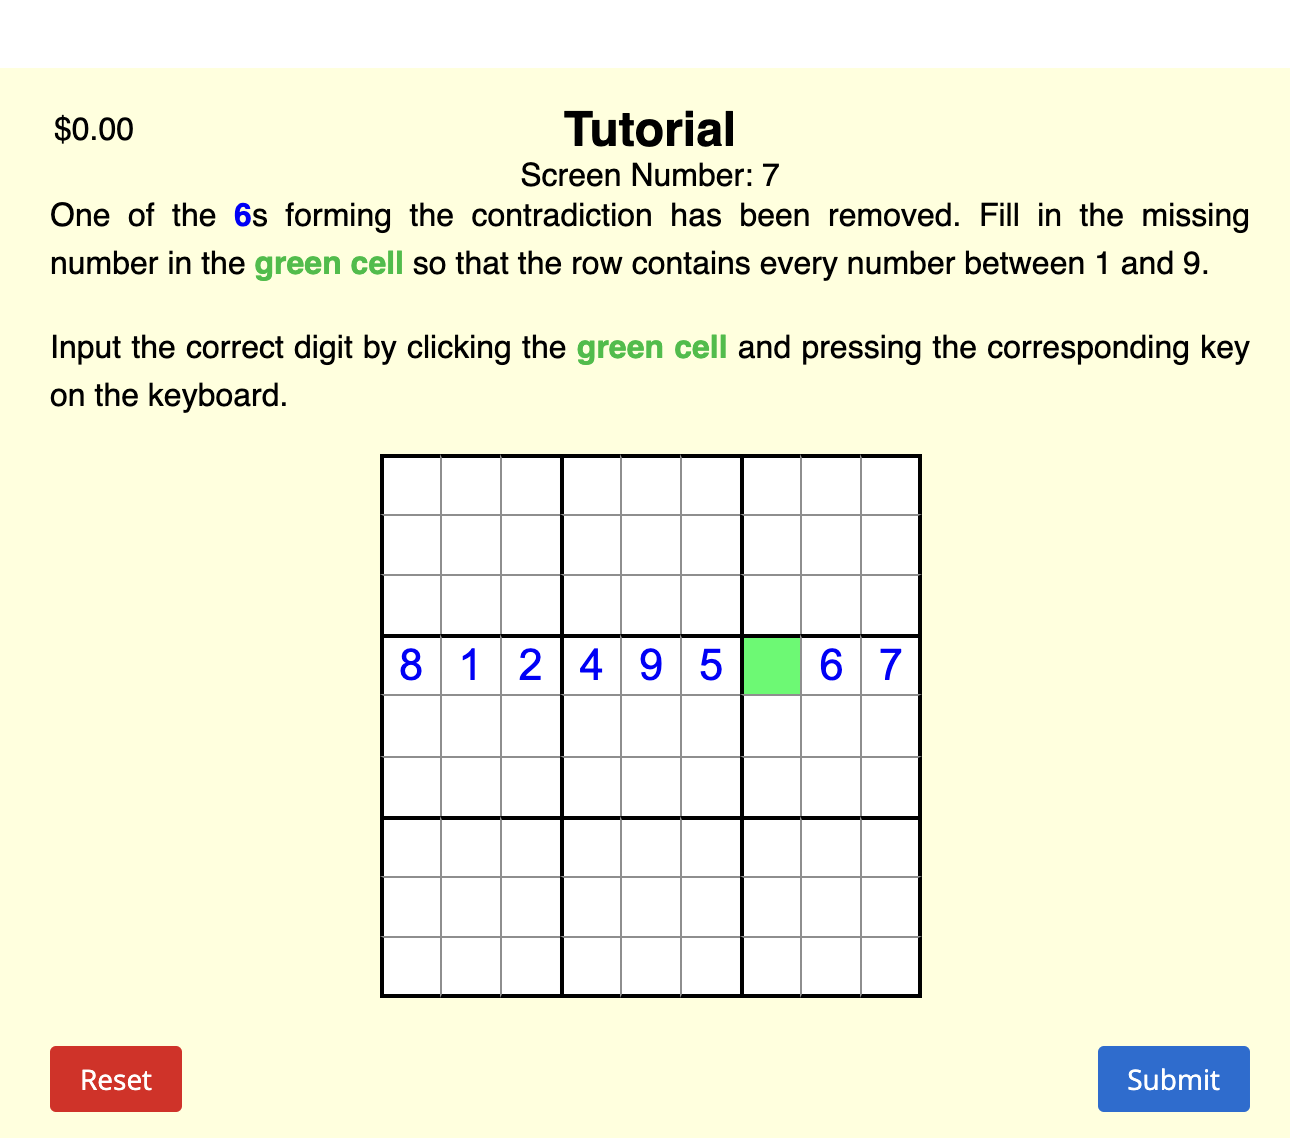 $0.00
Tutorial
Screen Number: 7
One of the 6s forming the contradiction has been removed. Fill in the missing
number in the green cell so that the row contains every number between 1 and 9.
Input the correct digit by clicking the green cell and pressing the corresponding key
on the keyboard.
8 1 2 4 9 5 6 7
Reset
Submit